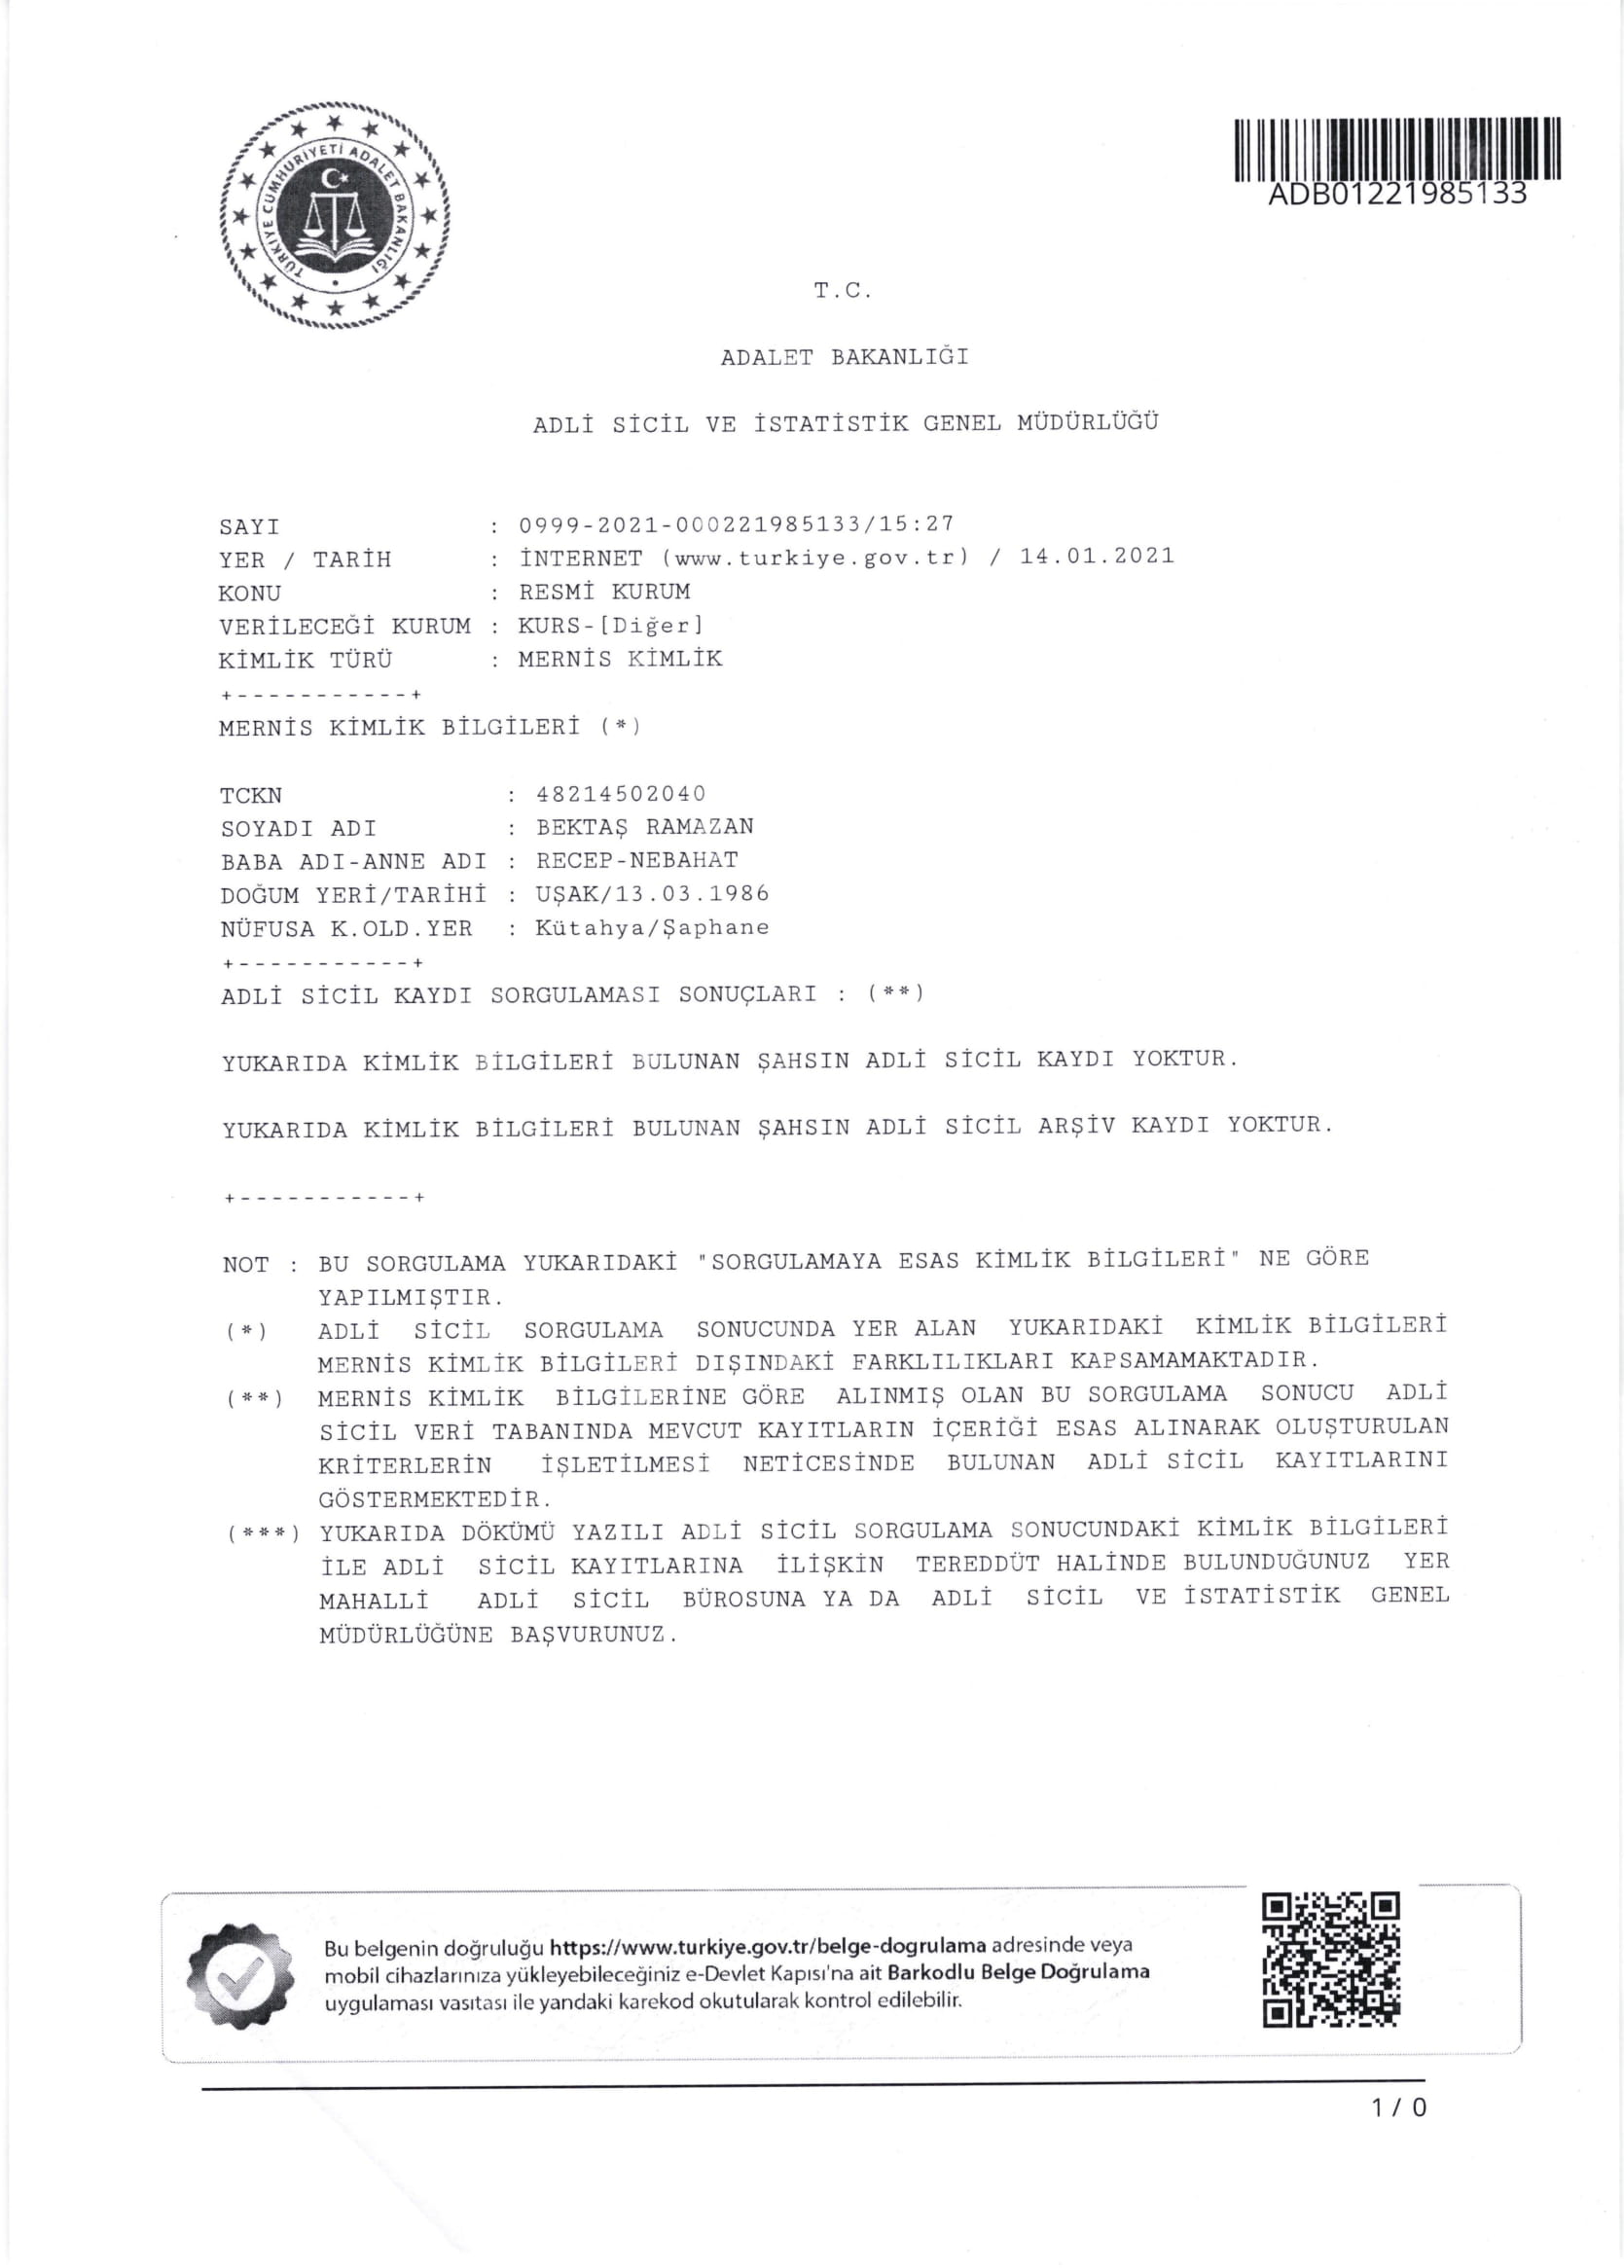 TÜRKİYE CUMHURİYETİ ADALET BAKANLIĞI
ADB01221985133
T.C.
ADALET BAKANLIĞI
ADLİ SİCİL VE İSTATİSTİK GENEL MÜDÜRLÜĞÜ
SAYI : 0999-2021-000221985133/15:27
YER / TARİH : İNTERNET (www.turkiye.gov.tr) / 14.01.2021
KONU : RESMİ KURUM
VERİLECEĞİ KURUM : KURS-[Diğer]
KİMLİK TÜRÜ : MERNİS KİMLİK
+-----------+
MERNİS KİMLİK BİLGİLERİ (*)
TCKN : 48214502040
SOYADI ADI : BEKTAŞ RAMAZAN
BABA ADI-ANNE ADI : RECEP-NEBAHAT
DOĞUM YERİ/TARİHİ : UŞAK/13.03.1986
NÜFUSA K.OLD.YER : Kütahya/Şaphane
+-----------+
ADLİ SİCİL KAYDI SORGULAMASI SONUÇLARI : (**)
YUKARIDA KİMLİK BİLGİLERİ BULUNAN ŞAHSIN ADLİ SİCİL KAYDI YOKTUR.
YUKARIDA KİMLİK BİLGİLERİ BULUNAN ŞAHSIN ADLİ SİCİL ARŞİV KAYDI YOKTUR.
+-----------+
NOT : BU SORGULAMA YUKARIDAKİ "SORGULAMAYA ESAS KİMLİK BİLGİLERİ" NE GÖRE
YAPILMIŞTIR.
(*) ADLİ SİCİL SORGULAMA SONUCUNDA YER ALAN YUKARIDAKİ KİMLİK BİLGİLERİ
MERNİS KİMLİK BİLGİLERİ DIŞINDAKİ FARKLILIKLARI KAPSAMAMAKTADIR.
(**) MERNİS KİMLİK BİLGİLERİNE GÖRE ALINMIŞ OLAN BU SORGULAMA SONUCU ADLİ
SİCİL VERİ TABANINDA MEVCUT KAYITLARIN İÇERİĞİ ESAS ALINARAK OLUŞTURULAN
KRİTERLERİN İŞLETİLMESİ NETİCESİNDE BULUNAN ADLİ SİCİL KAYITLARINI
GÖSTERMEKTEDİR.
(***) YUKARIDA DÖKÜMÜ YAZILI ADLİ SİCİL SORGULAMA SONUCUNDAKİ KİMLİK BİLGİLERİ
İLE ADLİ SİCİL KAYITLARINA İLİŞKİN TEREDDÜT HALİNDE BULUNDUĞUNUZ YER
MAHALLİ ADLİ SİCİL BÜROSUNA YA DA ADLİ SİCİL VE İSTATİSTİK GENEL
MÜDÜRLÜĞÜNE BAŞVURUNUZ.
Bu belgenin doğruluğu https://www.turkiye.gov.tr/belge-dogrulama adresinde veya
mobil cihazlarınıza yükleyebileceğiniz e-Devlet Kapısı'na ait Barkodlu Belge Doğrulama
uygulaması vasıtası ile yandaki karekod okutularak kontrol edilebilir.
1 / 0